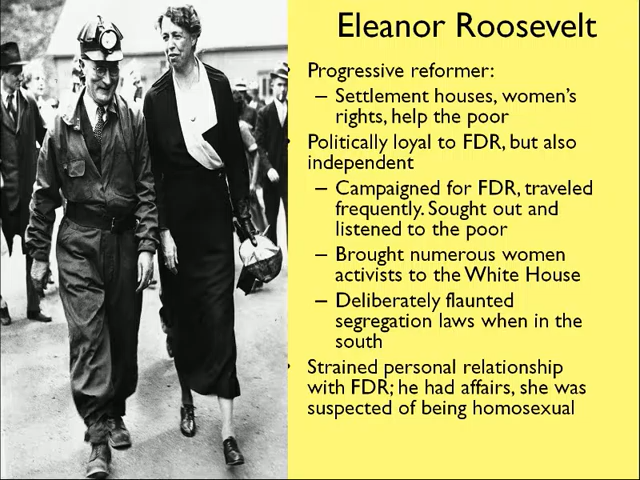 Eleanor Roosevelt
• Progressive reformer:
– Settlement houses, women's
rights, help the poor
• Politically loyal to FDR, but also
independent
– Campaigned for FDR, traveled
frequently. Sought out and
listened to the poor
– Brought numerous women
activists to the White House
– Deliberately flaunted
segregation laws when in the
south
• Strained personal relationship
with FDR; he had affairs, she was
suspected of being homosexual